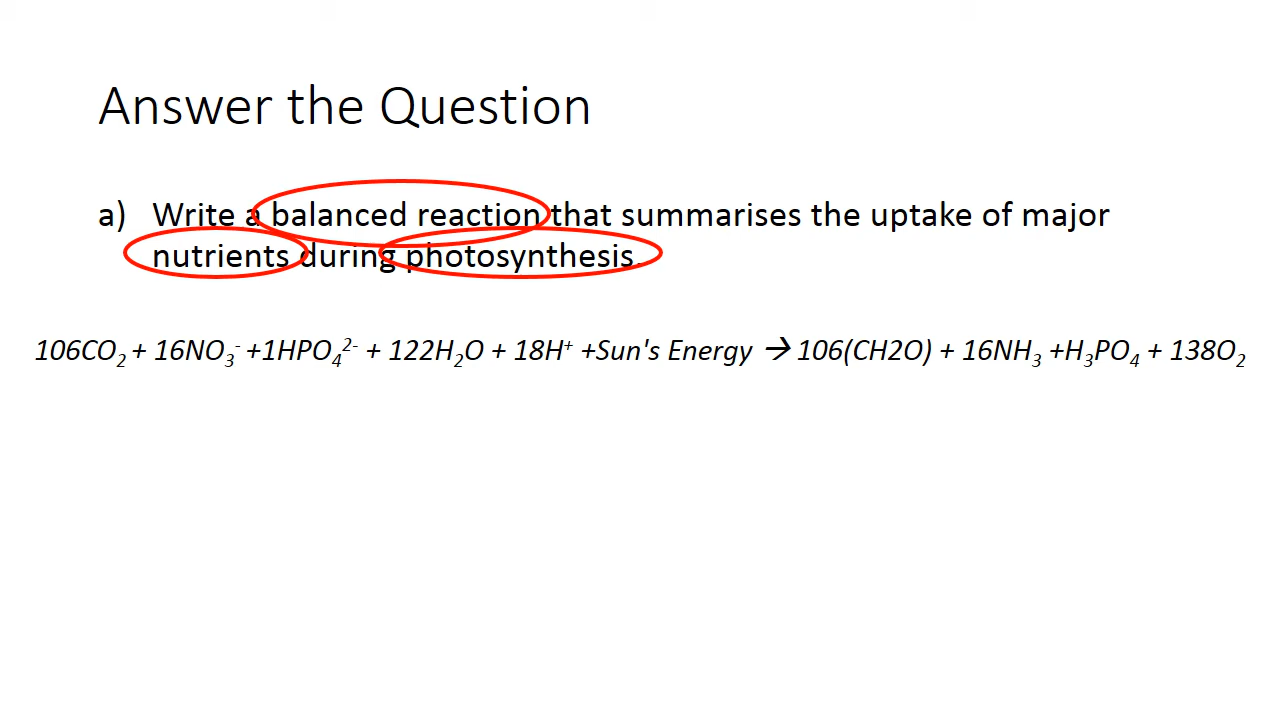 Answer the Question
a) Write a balanced reaction that summarises the uptake of major
nutrients during photosynthesis.
106CO₂ + 16NO₃⁻ +1HPO₄²⁻ + 122H₂O + 18H⁺ +Sun's Energy → 106(CH2O) + 16NH₃ +H₃PO₄ + 138O₂